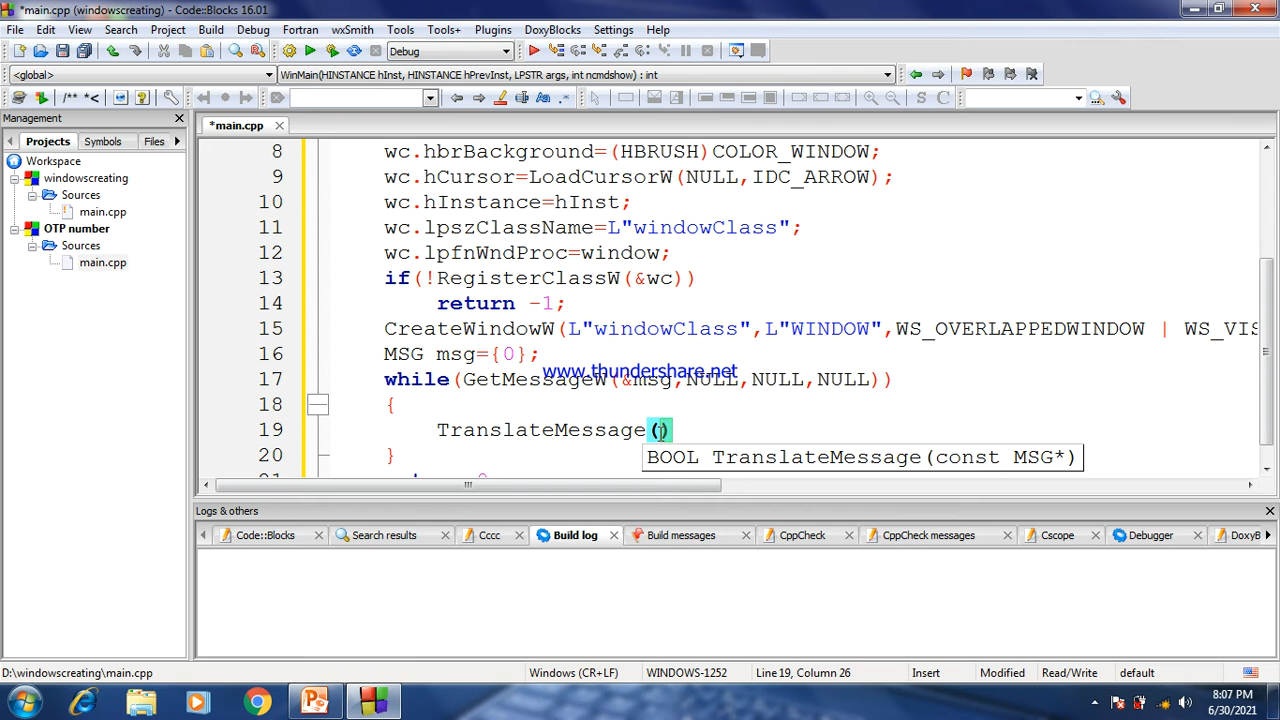 *main.cpp (windowscreating) - Code::Blocks 16.01
File Edit View Search Project Build Debug Fortran wxSmith Tools Tools+ Plugins DoxyBlocks Settings Help
Debug
<global> WinMain(HINSTANCE hInst, HINSTANCE hPrevInst, LPSTR args, int ncmdshow) : int
/** *<
S C
Management
*main.cpp
Projects Symbols Files
Workspace
windowscreating
Sources
main.cpp
OTP number
Sources
main.cpp
8 wc.hbrBackground=(HBRUSH)COLOR_WINDOW;
9 wc.hCursor=LoadCursorW(NULL,IDC_ARROW);
10 wc.hInstance=hInst;
11 wc.lpszClassName=L"windowClass";
12 wc.lpfnWndProc=window;
13 if(!RegisterClassW(&wc))
14 return -1;
15 CreateWindowW(L"windowClass",L"WINDOW",WS_OVERLAPPEDWINDOW | WS_VIS
16 MSG msg={0};
www.thundershare.net
17 while(GetMessageW(&msg,NULL,NULL,NULL))
18 {
19 TranslateMessage()
BOOL TranslateMessage(const MSG*)
20 }
Logs & others
Code::Blocks Search results Cccc Build log Build messages CppCheck CppCheck messages Cscope Debugger DoxyB
D:\windowscreating\main.cpp Windows (CR+LF) WINDOWS-1252 Line 19, Column 26 Insert Modified Read/Write default
8:07 PM
6/30/2021